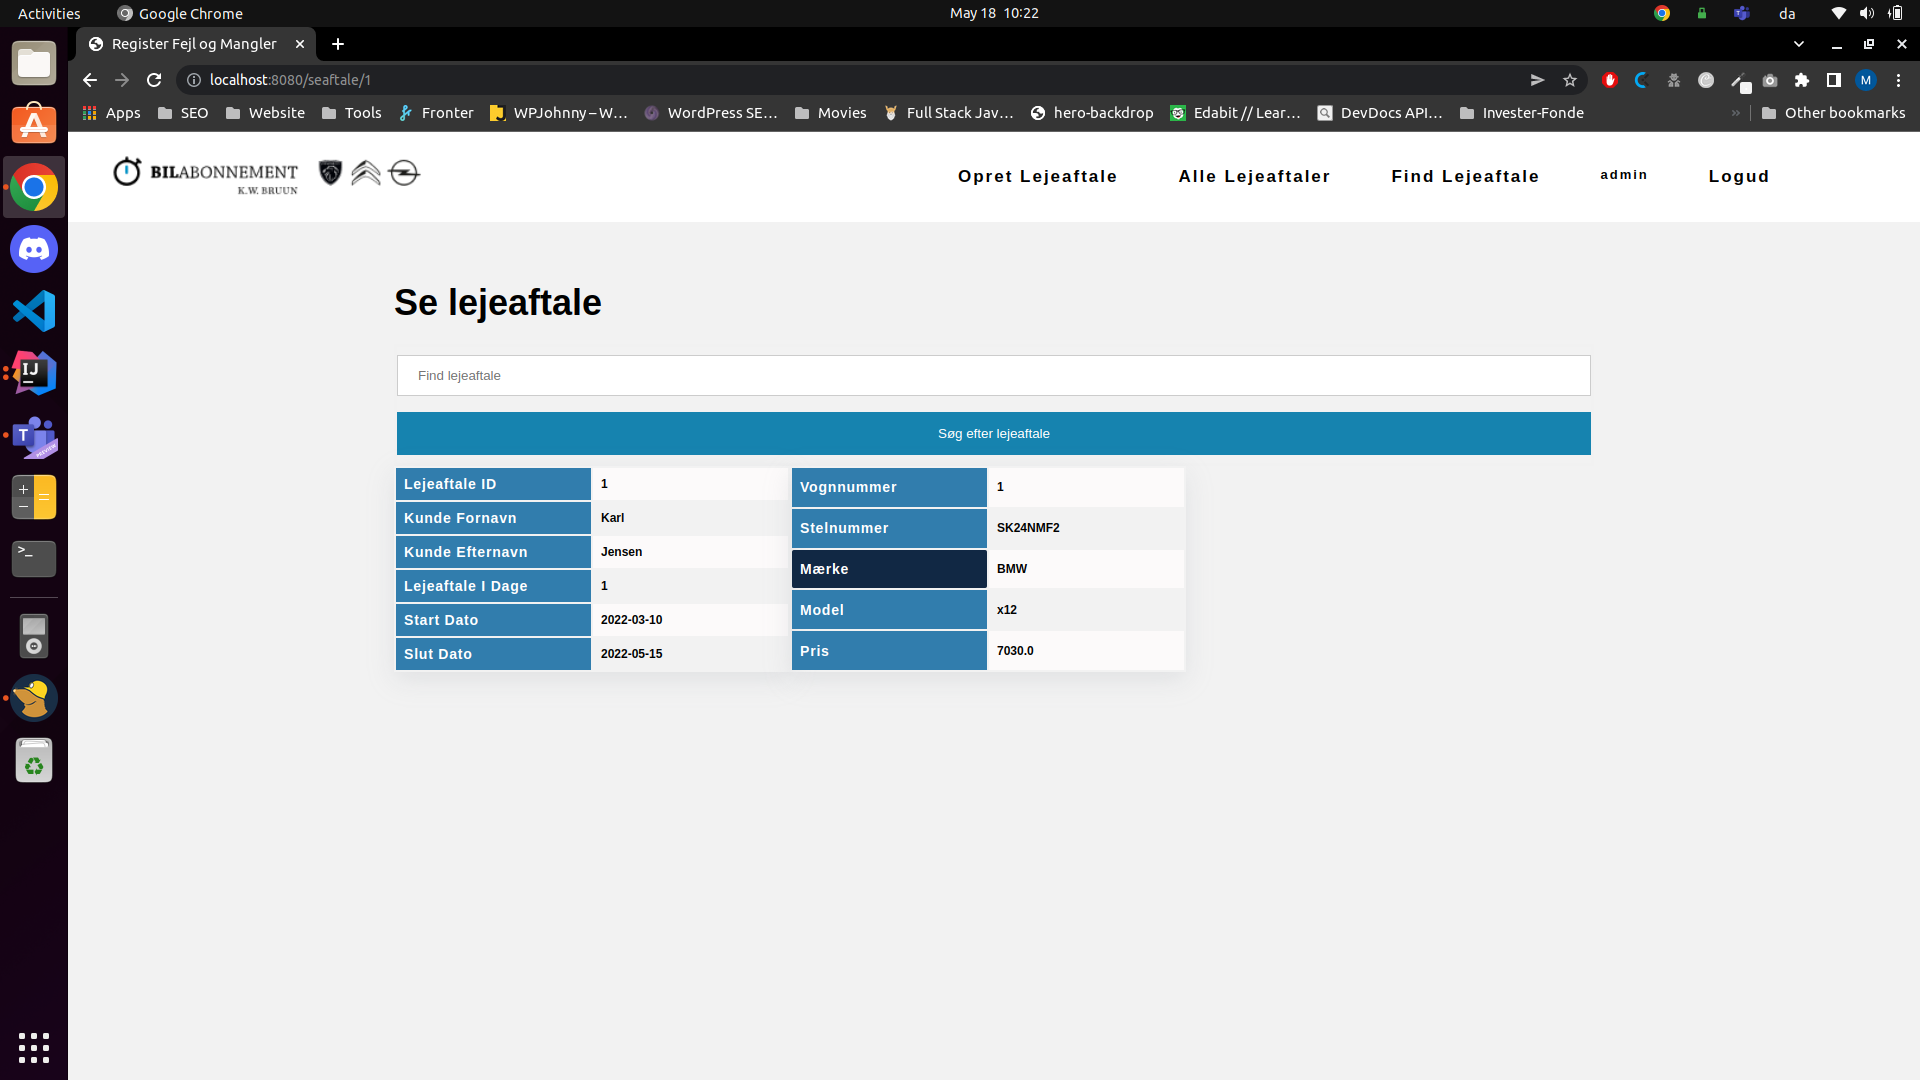 Activities
Google Chrome
May 18 10:22
da
Register Fejl og Mangler
localhost:8080/seaftale/1
M
Apps
SEO
Website
Tools
Fronter
WPJohnny – W…
WordPress SE…
Movies
Full Stack Jav…
hero-backdrop
Edabit // Lear…
DevDocs API…
Invester-Fonde
»
Other bookmarks
BILABONNEMENT
K.W. BRUUN
Opret Lejeaftale
Alle Lejeaftaler
Find Lejeaftale
admin
Logud
Se lejeaftale
Find lejeaftale
Søg efter lejeaftale
Lejeaftale ID 1
Kunde Fornavn Karl
Kunde Efternavn Jensen
Lejeaftale I Dage 1
Start Dato 2022-03-10
Slut Dato 2022-05-15
Vognnummer 1
Stelnummer SK24NMF2
Mærke BMW
Model x12
Pris 7030.0
IJ
T
PREVIEW
>_